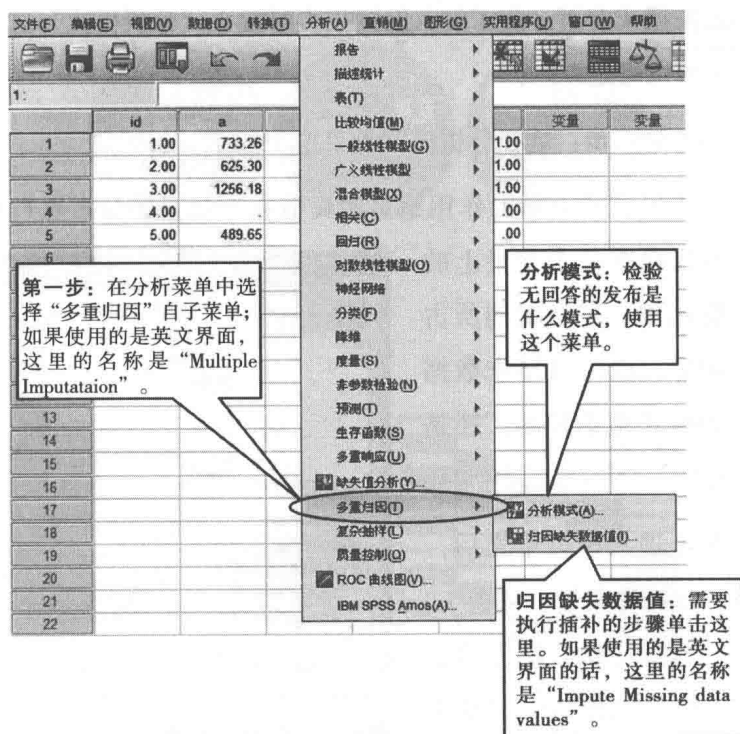 文件(F) 编辑(E) 视图(V) 数据(D) 转换(T) 分析(A) 直销(M) 图形(G) 实用程序(U) 窗口(W) 帮助
1:
id a 变量 变量
1 1.00 733.26 1.00
2 2.00 625.30 1.00
3 3.00 1256.18 1.00
4 4.00 . .00
5 5.00 489.65 .00
6
13
14
15
16
17
18
19
20
21
22
报告
描述统计
表(T)
比较均值(M)
一般线性模型(G)
广义线性模型
混合模型(X)
相关(C)
回归(R)
对数线性模型(O)
神经网络
分类(F)
降维
度量(S)
非参数检验(N)
预测(T)
生存函数(S)
多重响应(U)
缺失值分析(Y)...
多重归因(T)
复杂抽样(L)
质量控制(Q)
ROC 曲线图(V)...
IBM SPSS Amos(A)...
分析模式(A)...
归因缺失数据值(I)...
第一步：在分析菜单中选
择“多重归因”自子菜单；
如果使用的是英文界面，
这里的名称是“Multiple
Imputataion”。
分析模式：检验
无回答的发布是
什么模式，使用
这个菜单。
归因缺失数据值：需要
执行插补的步骤单击这
里。如果使用的是英文
界面的话，这里的名称
是“Impute Missing data
values”。